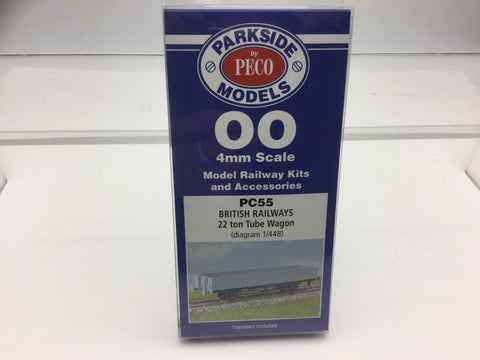 PARKSIDE
by
PECO
MODELS
OO
4mm Scale
Model Railway Kits
and Accessories
PC55
BRITISH RAILWAYS
22 ton Tube Wagon
(diagram 1/448)
Transfers included